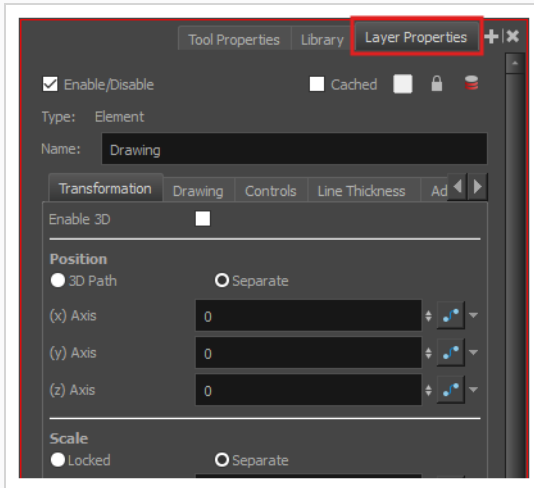 Tool Properties Library Layer Properties
Enable/Disable Cached
Type: Element
Name: Drawing
Transformation Drawing Controls Line Thickness Ad
Enable 3D
Position
3D Path Separate
(x) Axis 0
(y) Axis 0
(z) Axis 0
Scale
Locked Separate